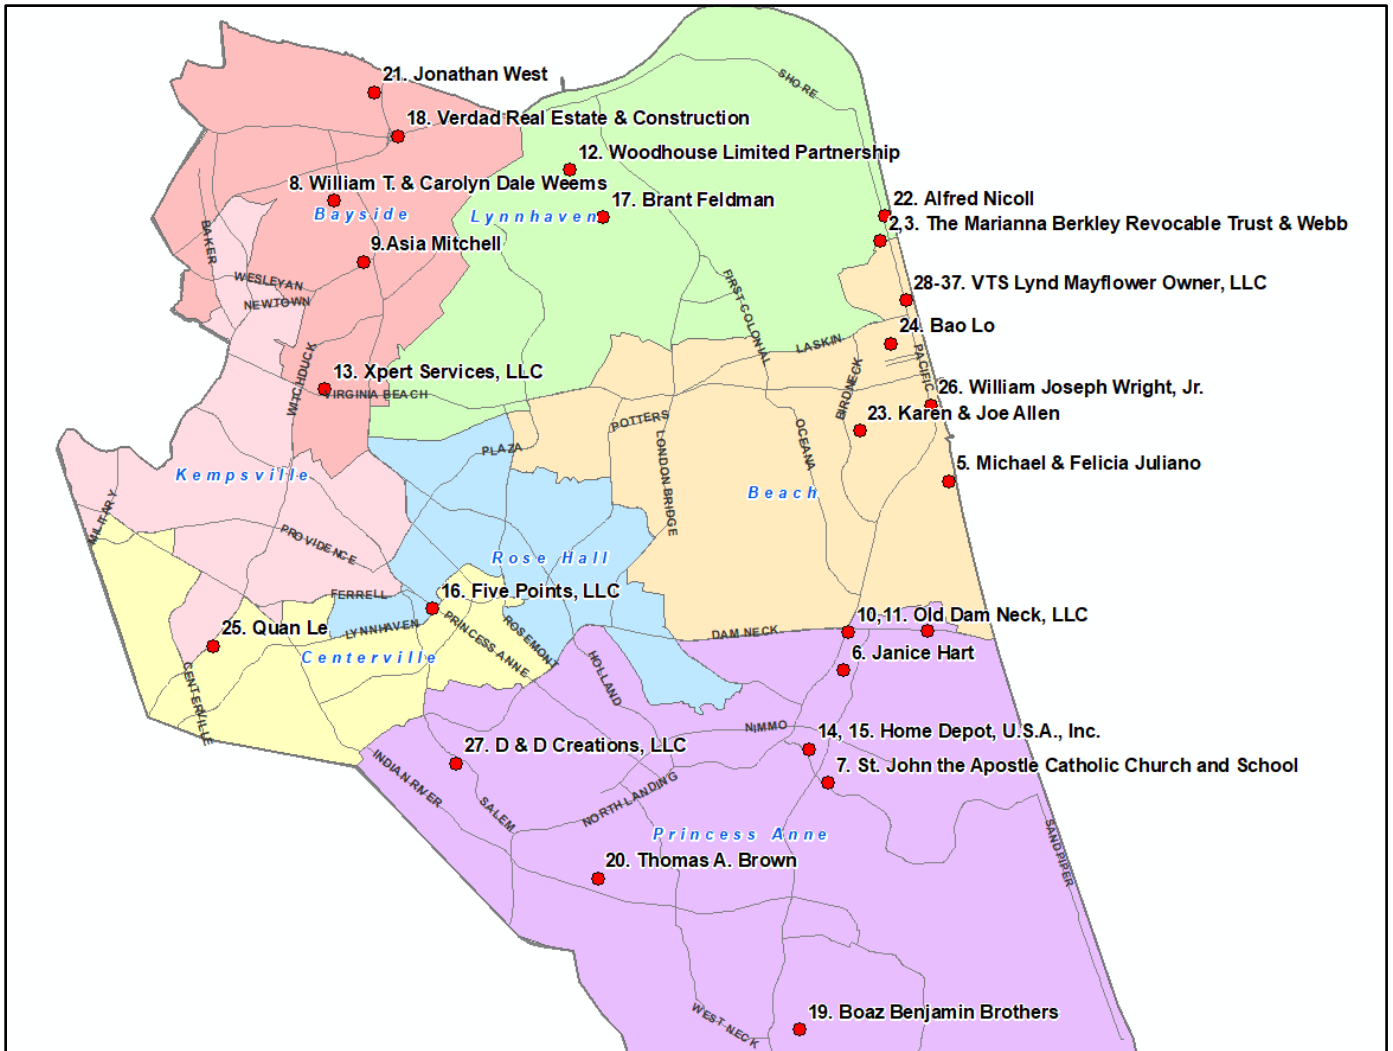 21. Jonathan West
SHORE
18. Verdad Real Estate & Construction
12. Woodhouse Limited Partnership
8. William T. & Carolyn Dale Weems
17. Brant Feldman
22. Alfred Nicoll
Bayside
Lynnhaven
2,3. The Marianna Berkley Revocable Trust & Webb
BAKER
9.Asia Mitchell
WESLEYAN
NEWTOWN
28-37. VTS Lynd Mayflower Owner, LLC
FIRST COLONIAL
24. Bao Lo
LASKIN
PACIFIC
WITCHDUCK
13. Xpert Services, LLC
VIRGINIA BEACH
BIRDNECK
26. William Joseph Wright, Jr.
23. Karen & Joe Allen
POTTERS
PLAZA
LONDON BRIDGE
OCEANA
5. Michael & Felicia Juliano
Kempsville
Beach
MILITARY
PROVIDENCE
Rose Hall
FERRELL
16. Five Points, LLC
10,11. Old Dam Neck, LLC
25. Quan Le
LYNNHAVEN
PRINCESS ANNE
ROSEMONT
DAM NECK
Centerville
6. Janice Hart
CENTERVILLE
HOLLAND
NIMMO
14, 15. Home Depot, U.S.A., Inc.
27. D & D Creations, LLC
7. St. John the Apostle Catholic Church and School
INDIAN RIVER
SALEM
NORTH LANDING
Princess Anne
SANDPIPER
20. Thomas A. Brown
19. Boaz Benjamin Brothers
WEST NECK